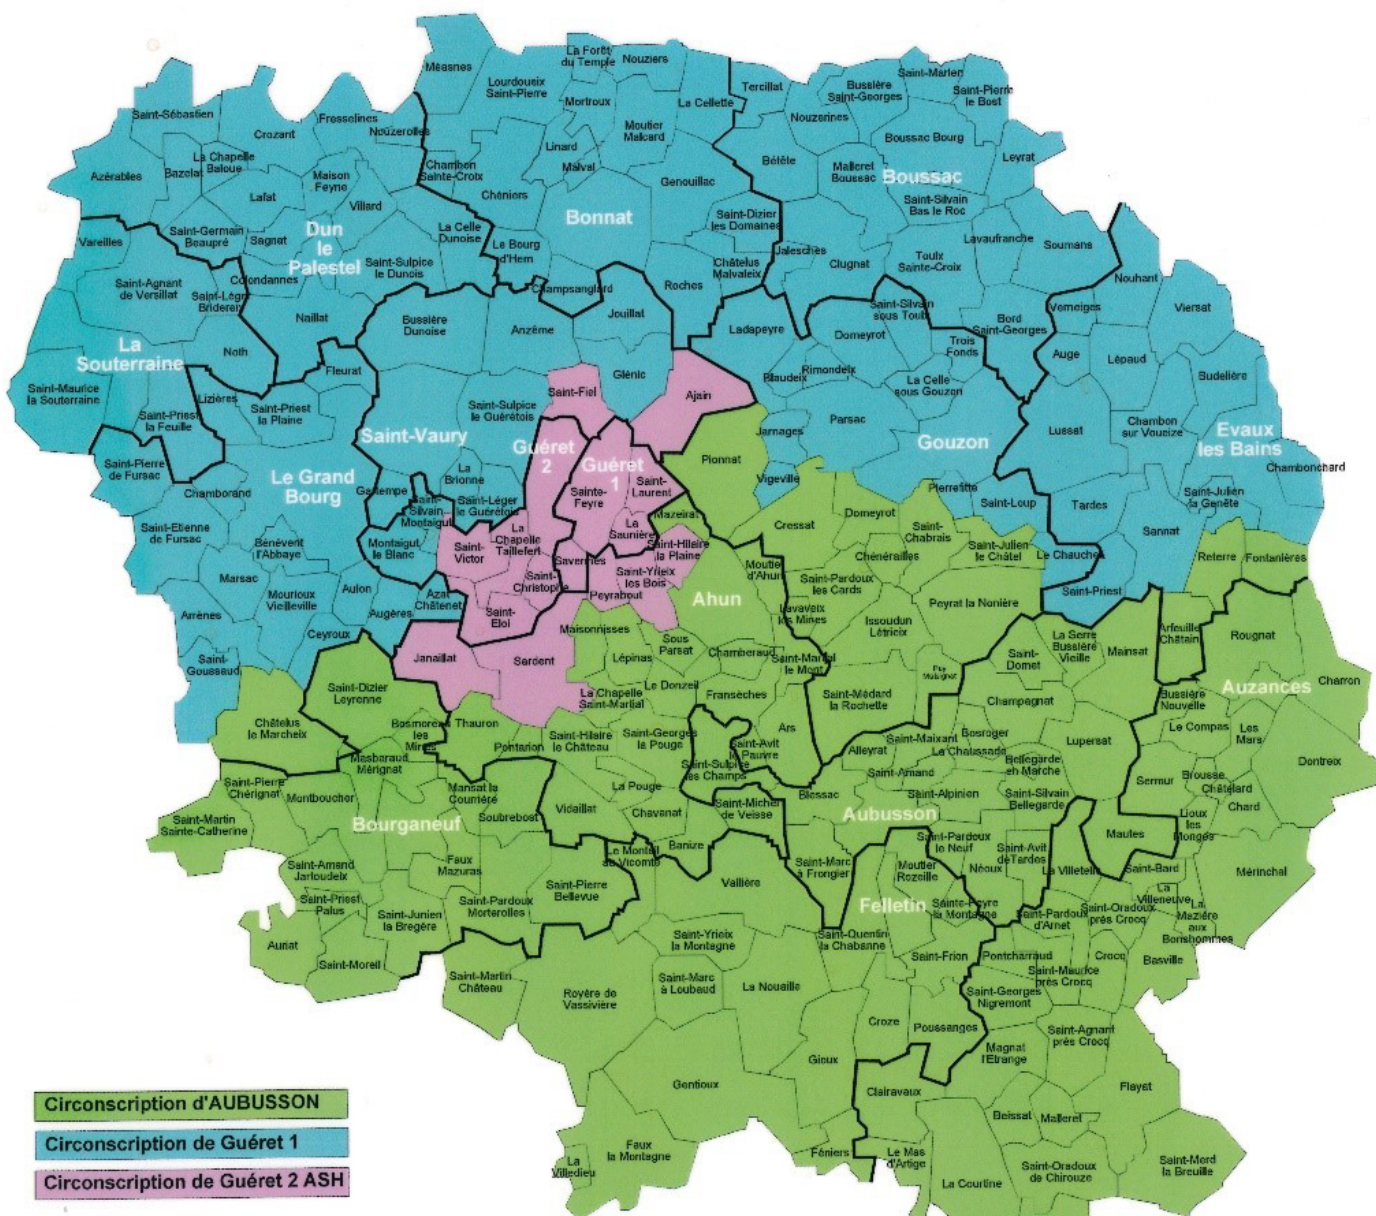 Méasnes
La Forêt
du Temple
Nouziers
Lourdoueix
Saint-Pierre
Mortroux
La Cellette
Tercillat
Bussière
Saint-Georges
Saint-Marien
Saint-Pierre
le Bost
Saint-Sébastien
Crozant
Fresselines
Nouzerolles
Moutier
Malcard
Nouzerines
Boussac Bourg
Leyrat
Linard
Malval
La Chapelle
Baloue
Azérables
Bazelat
Maison
Feyne
Chambon
Sainte-Croix
Chéniers
Genouillac
Bétête
Malleret
Boussac
Boussac
Lafat
Villard
Saint-Silvain
Bas le Roc
Bonnat
Saint-Dizier
les Domaines
Saint-Germain
Beaupré
Sagnat
Dun
le
Palestel
La Celle
Dunoise
Le Bourg
d'Hem
Lavaufranche
Soumans
Vareilles
Saint-Sulpice
le Dunois
Châtelus
Malvaleix
Jalesches
Clugnat
Toulx
Sainte-Croix
Nouhant
Saint-Agnant
de Versillat
Colondannes
Saint-Léger
Briderex
Champsanglard
Roches
Viersat
Naillat
Bussière
Dunoise
Anzême
Jouillat
Ladapeyre
Saint-Silvain
sous Toulx
Domeyrot
Bord
Saint-Georges
Verneiges
La
Souterraine
Noth
Trois
Fonds
Auge
Lépaud
Budelière
Fleurat
Glénic
Blaudeix
Rimondeix
La Celle
sous Gouzon
Saint-Maurice
la Souterraine
Lizières
Saint-Fiel
Ajain
Saint-Priest
la Feuille
Saint-Priest
la Plaine
Saint-Sulpice
le Guérétois
Parsac
Chambon
sur Voueize
Saint-Vaury
Jarnages
Gouzon
Lussat
Evaux
les Bains
Guéret
2
Guéret
1
Pionnat
Saint-Pierre
de Fursac
Le Grand
Bourg
La
Brionne
Chambonchard
Vigeville
Chamborand
Gartempe
Sainte-
Feyre
Saint-
Laurent
Pierrefitte
Saint-Loup
Tardes
Saint-Julien
la Genête
Saint-
Silvain
Montaigut
Saint-Léger
le Guérétois
Mazeirat
Domeyrot
Saint-Etienne
de Fursac
Bénévent
l'Abbaye
La
Saunière
Cressat
Saint-
Chabrais
Sannat
Montaigut
le Blanc
Saint-
Victor
La
Chapelle
Taillefert
Saint-Hilaire
la Plaine
Chénérailles
Saint-Julien
le Châtel
Le Chauchet
Reterre
Fontanières
Marsac
Savennes
Moutier
d'Ahun
Mourioux
Vieilleville
Aulon
Saint-
Christophe
Saint-Yrieix
les Bois
Saint-Pardoux
les Cards
Saint-Priest
Peyrabout
Arrènes
Augères
Azat
Châtenet
Ahun
Lavaveix
les Mines
Peyrat la Nonière
Saint-
Eloi
Issoudun
Létrieix
Arfeuille
Châtain
Rougnat
Ceyroux
Maisonnisses
Sous
Parsat
La Serre
Bussière
Vieille
Mainsat
Saint-
Goussaud
Janaillat
Sardent
Lépinas
Chamberaud
Saint-Martial
le Mont
Saint-
Domet
Charron
Puy
Malsignat
Saint-Dizier
Leyrenne
Le Donzeil
Auzances
La Chapelle
Saint-Martial
Fransèches
Saint-Médard
la Rochette
Champagnat
Bussière
Nouvelle
Châtelus
le Marcheix
Bosmoreau
les
Mines
Thauron
Ars
Le Compas
Les
Mars
Saint-Hilaire
le Château
Saint-Georges
la Pouge
Bosroger
Pontarion
Saint-Avit
le Pauvre
Saint-Maixant
La Chaussade
Lupersat
Alleyrat
Masbaraud
Mérignat
Saint-Sulpice
les Champs
Bellegarde
en Marche
Dontreix
Saint-Pierre
Chérignat
Saint-Amand
Sermur
Brousse
Châtelard
Mansat la
Courrière
La Pouge
Blessac
Saint-Alpinien
Saint-Silvain
Bellegarde
Montboucher
Saint-Michel
de Veisse
Chard
Vidaillat
Chavanat
Aubusson
Lioux
les
Monges
Soubrebost
Bourganeuf
Saint-Martin
Sainte-Catherine
Mautes
Banize
Saint-Pardoux
le Neuf
Saint-Avit
de Tardes
Le Monteil
au Vicomte
Saint-Marc
à Frongier
Moutier
Rozeille
Néoux
La Villetelle
Saint-Bard
Mérinchal
Saint-Amand
Jartoudeix
Faux
Mazuras
Vallière
Saint-Pierre
Bellevue
La
Villeneuve
Saint-Priest
Palus
Saint-Pardoux
Morterolles
Felletin
Sainte-Feyre
la Montagne
Saint-Oradoux
près Crocq
La
Mazière
aux
Bonshommes
Saint-Junien
la Bregère
Saint-Pardoux
d'Arnet
Auriat
Saint-Yrieix
la Montagne
Saint-Quentin
la Chabanne
Saint-Moreil
Saint-Frion
Pontcharraud
Crocq
Basville
Saint-Martin
Château
Saint-Marc
à Loubaud
Saint-Maurice
près Crocq
Royère de
Vassivière
La Nouaille
Saint-Georges
Nigremont
Croze
Poussanges
Saint-Agnant
près Crocq
Magnat
l'Etrange
Gioux
Gentioux
Clairavaux
Flayat
Beissat
Malleret
Faux
la Montagne
Féniers
Le Mas
d'Artige
La
Villedieu
Saint-Oradoux
de Chirouze
Saint-Merd
la Breuille
La Courtine
Circonscription d'AUBUSSON
Circonscription de Guéret 1
Circonscription de Guéret 2 ASH